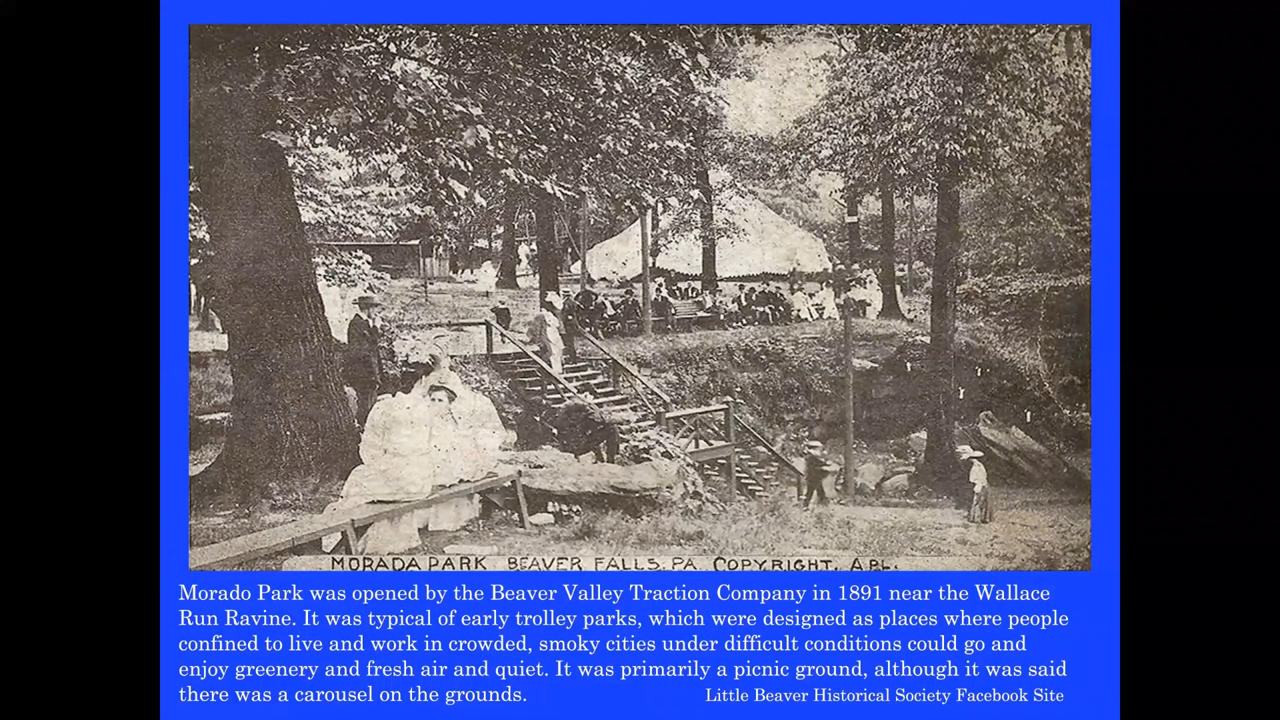 MORADA PARK BEAVER FALLS. PA COPYRIGHT. A.P.L.
Morado Park was opened by the Beaver Valley Traction Company in 1891 near the Wallace
Run Ravine. It was typical of early trolley parks, which were designed as places where people
confined to live and work in crowded, smoky cities under difficult conditions could go and
enjoy greenery and fresh air and quiet. It was primarily a picnic ground, although it was said
there was a carousel on the grounds. Little Beaver Historical Society Facebook Site